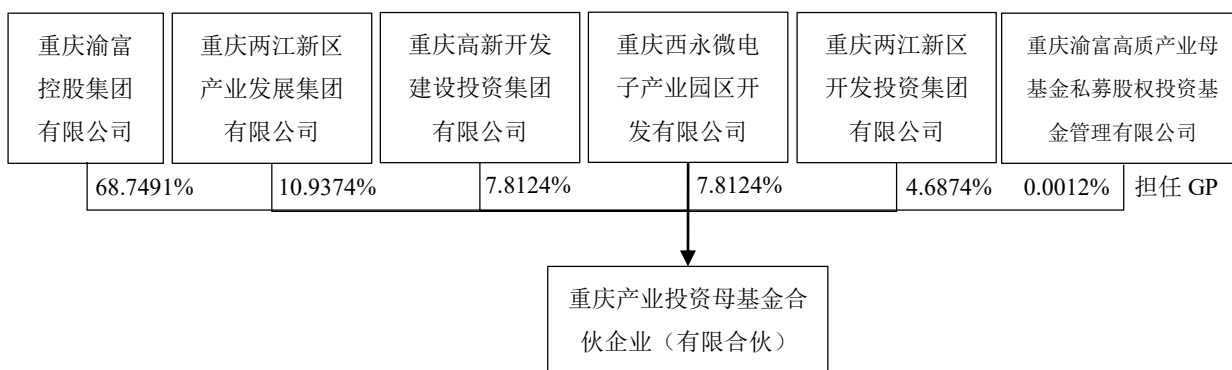 重庆渝富
控股集团
有限公司
重庆两江新区
产业发展集团
有限公司
重庆高新开发
建设投资集团
有限公司
重庆西永微电
子产业园区开
发有限公司
重庆两江新区
开发投资集团
有限公司
重庆渝富高质产业母
基金私募股权投资基
金管理有限公司
68.7491%
10.9374%
7.8124%
7.8124%
4.6874%
0.0012%
担任 GP
重庆产业投资母基金合
伙企业（有限合伙）